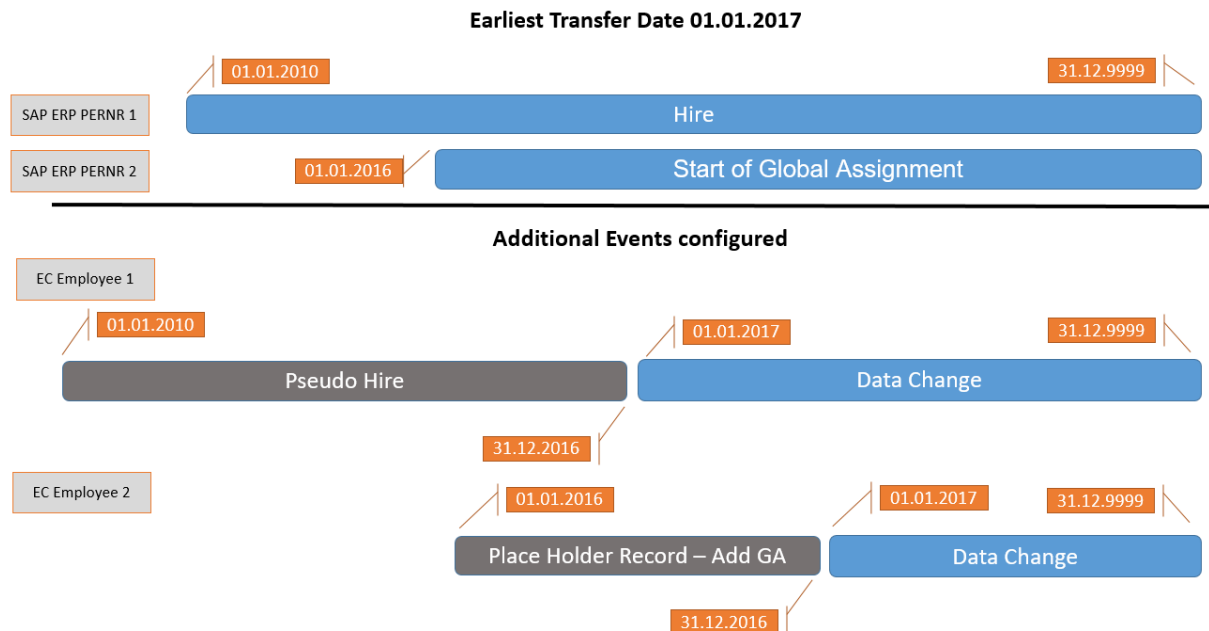 Earliest Transfer Date 01.01.2017
01.01.2010
31.12.9999
SAP ERP PERNR 1
Hire
SAP ERP PERNR 2
01.01.2016
Start of Global Assignment
Additional Events configured
EC Employee 1
01.01.2010
01.01.2017
31.12.9999
Pseudo Hire
Data Change
31.12.2016
EC Employee 2
01.01.2016
01.01.2017
31.12.9999
Place Holder Record – Add GA
Data Change
31.12.2016